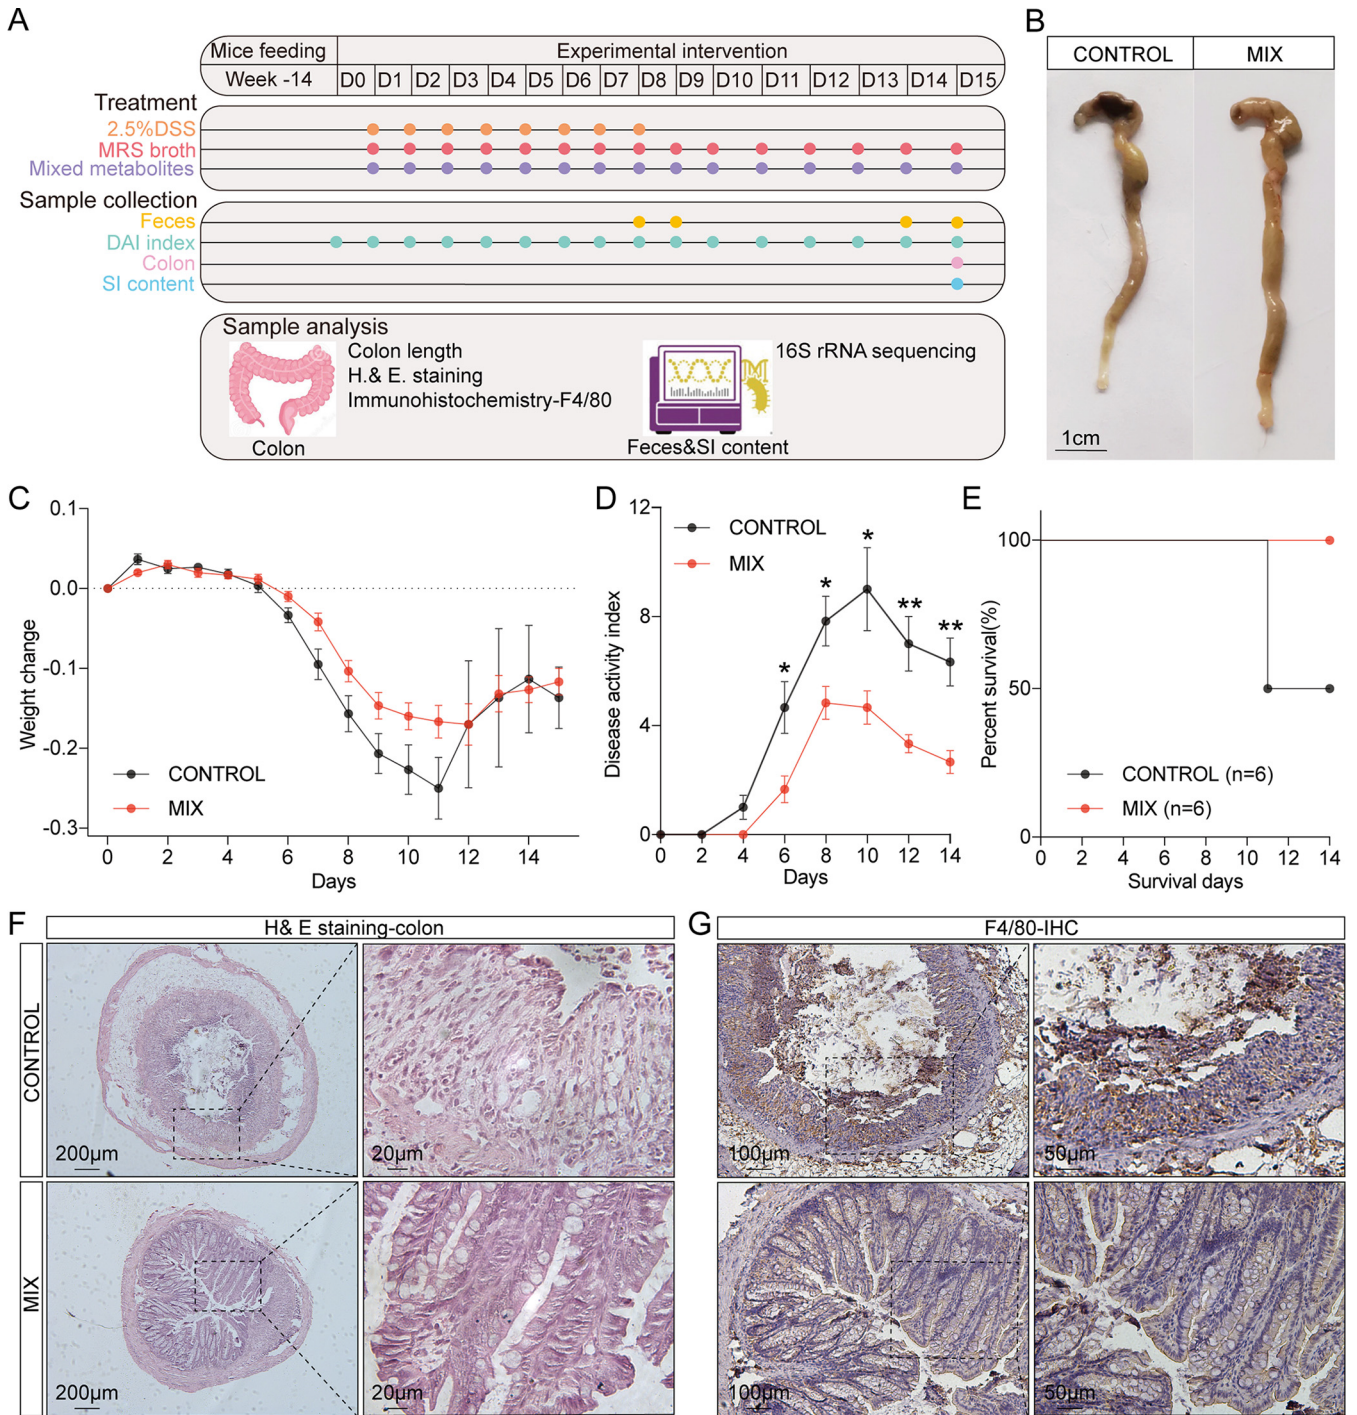 A
Mice feeding
Experimental intervention
Week -14
D0 D1 D2 D3 D4 D5 D6 D7 D8 D9 D10 D11 D12 D13 D14 D15
Treatment
2.5%DSS
MRS broth
Mixed metabolites
Sample collection
Feces
DAI index
Colon
SI content
Sample analysis
Colon length
H.& E. staining
Immunohistochemistry-F4/80
Colon
16S rRNA sequencing
Feces&SI content
B
CONTROL
MIX
1cm
C
0.1
0.0
-0.1
-0.2
-0.3
Weight change
CONTROL
MIX
0 2 4 6 8 10 12 14
Days
D
12
8
4
0
Disease activity index
CONTROL
MIX
* * * ** **
0 2 4 6 8 10 12 14
Days
E
100
50
0
Percent survival(%)
CONTROL (n=6)
MIX (n=6)
0 2 4 6 8 10 12 14
Survival days
F
H& E staining-colon
CONTROL
200μm
20μm
MIX
200μm
20μm
G
F4/80-IHC
100μm
50μm
100μm
50μm